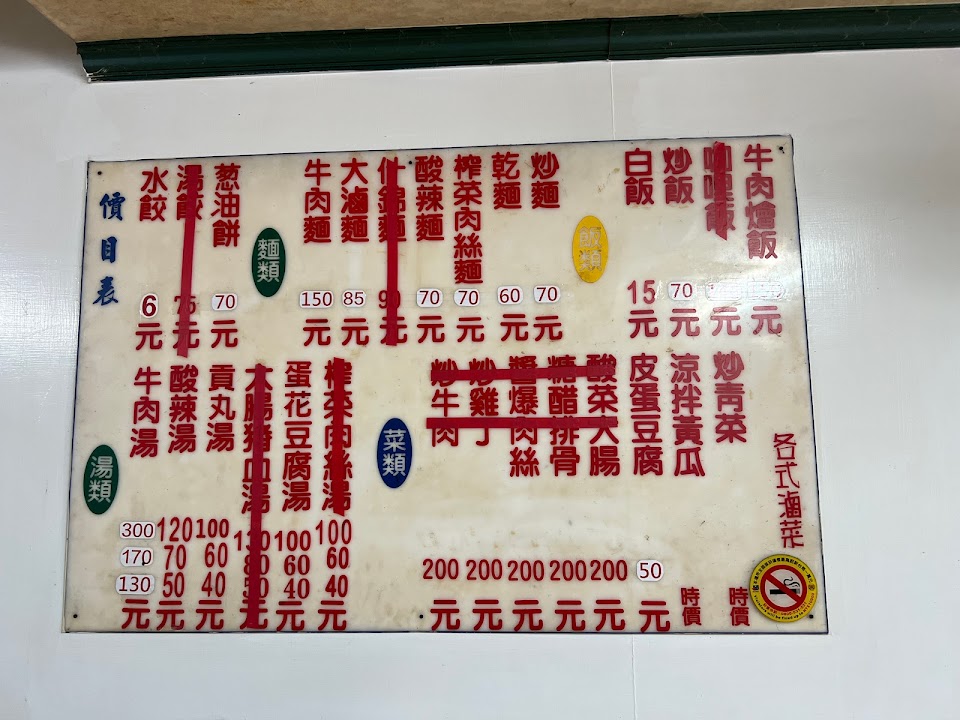 價目表
水餃 6元
湯餃 75元
葱油餅 70元
麵類
牛肉麵 150元
大滷麵 85元
什錦麵 90元
酸辣麵 70元
榨菜肉絲麵 70元
乾麵 60元
炒麵 70元
飯類
白飯 15元
炒飯 70元
咖哩飯 元
牛肉燴飯 元
湯類
牛肉湯 300 170 130元
酸辣湯 120 70 50元
貢丸湯 100 60 40元
大腸豬血湯 130 80 50元
蛋花豆腐湯 100 60 40元
榨菜肉絲湯 100 60 40元
菜類
炒牛肉 200元
炒雞丁 200元
醬爆肉絲 200元
糖醋排骨 200元
酸菜大腸 200元
皮蛋豆腐 50元
涼拌黃瓜 時價
炒青菜 時價
各式滷菜